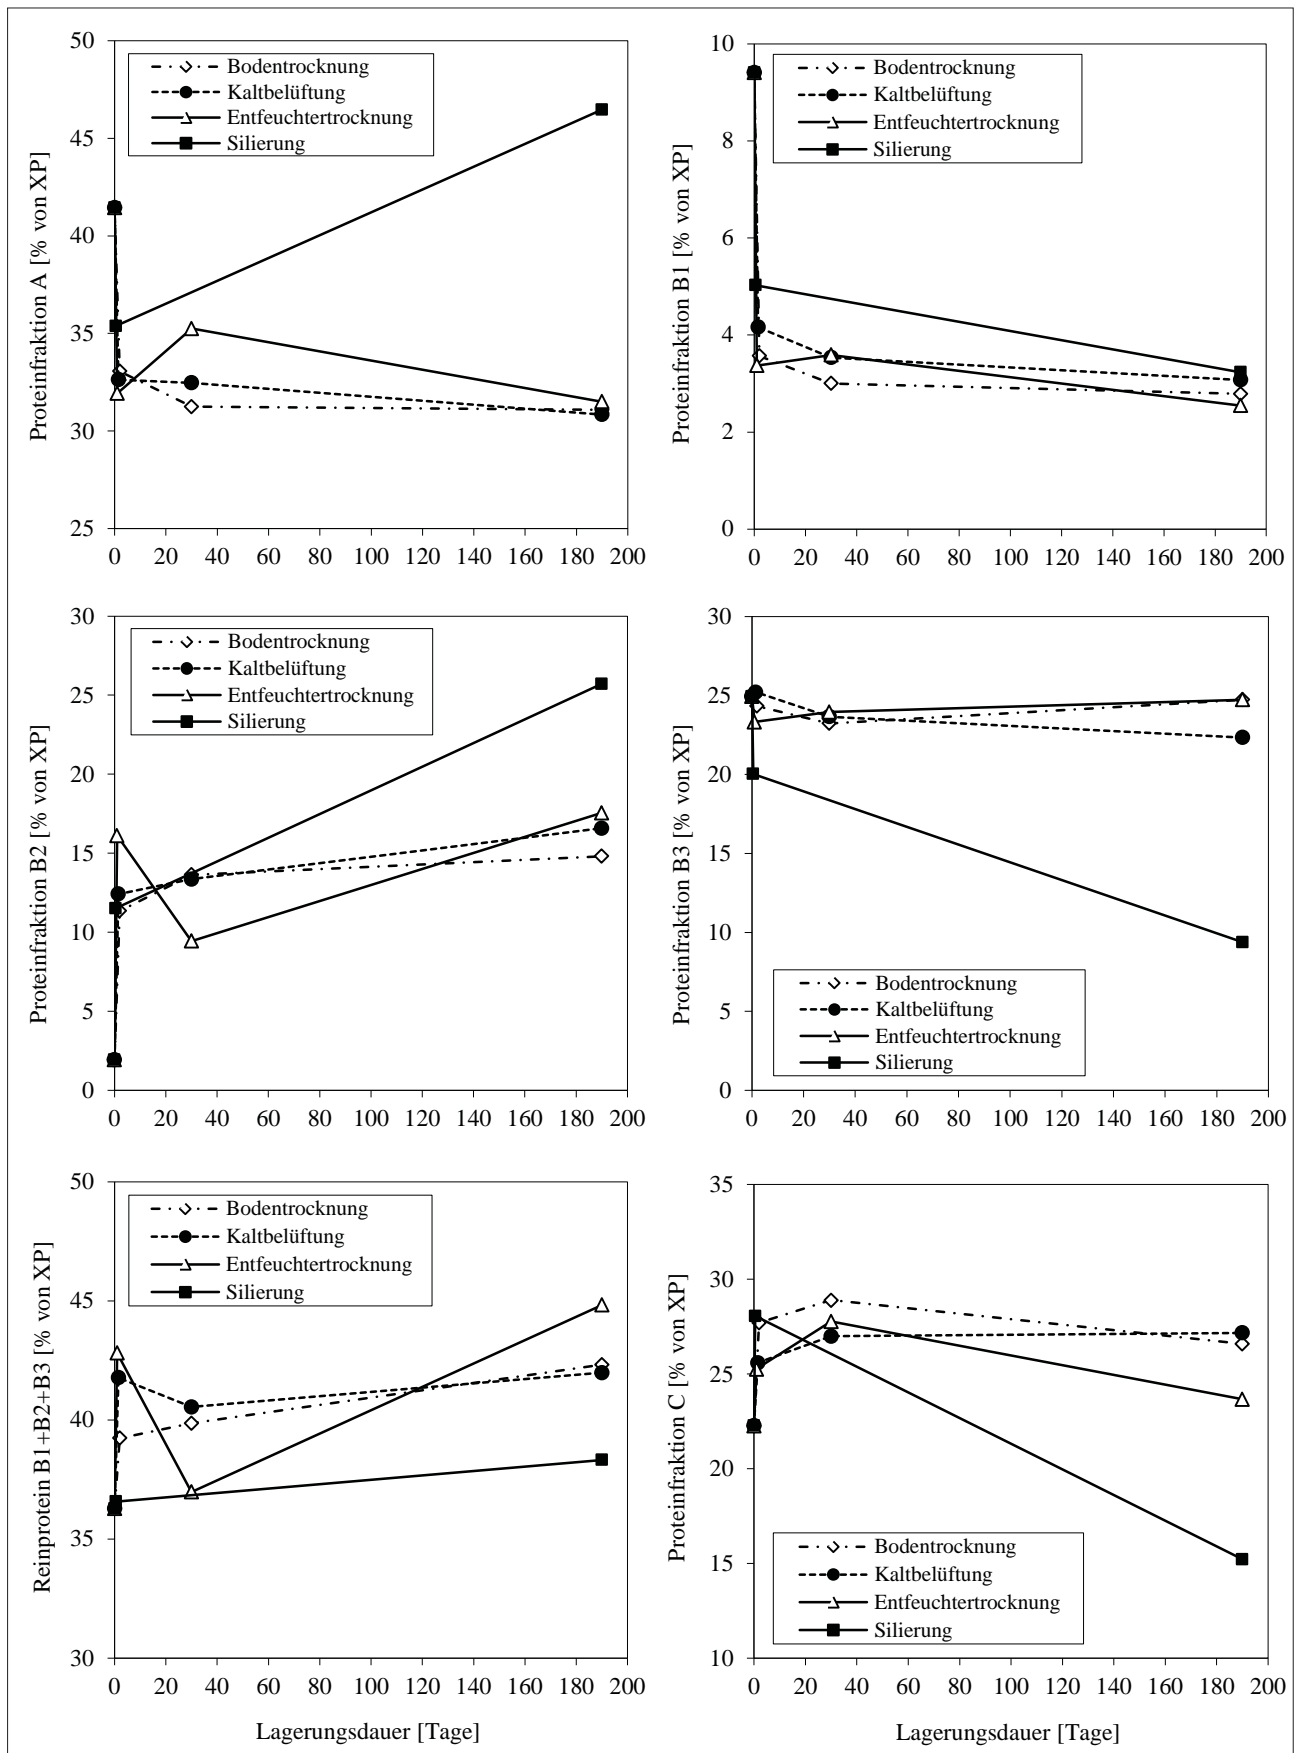 Proteinfraktion A [% von XP]
50
45
40
35
30
25
Bodentrocknung
Kaltbelüftung
Entfeuchtertrocknung
Silierung
0 20 40 60 80 100 120 140 160 180 200
Proteinfraktion B1 [% von XP]
10
8
6
4
2
0
Bodentrocknung
Kaltbelüftung
Entfeuchtertrocknung
Silierung
0 20 40 60 80 100 120 140 160 180 200
Proteinfraktion B2 [% von XP]
30
25
20
15
10
5
0
Bodentrocknung
Kaltbelüftung
Entfeuchtertrocknung
Silierung
0 20 40 60 80 100 120 140 160 180 200
Proteinfraktion B3 [% von XP]
30
25
20
15
10
5
0
Bodentrocknung
Kaltbelüftung
Entfeuchtertrocknung
Silierung
0 20 40 60 80 100 120 140 160 180 200
Reinprotein B1+B2+B3 [% von XP]
50
45
40
35
30
Bodentrocknung
Kaltbelüftung
Entfeuchtertrocknung
Silierung
0 20 40 60 80 100 120 140 160 180 200
Lagerungsdauer [Tage]
Proteinfraktion C [% von XP]
35
30
25
20
15
10
Bodentrocknung
Kaltbelüftung
Entfeuchtertrocknung
Silierung
0 20 40 60 80 100 120 140 160 180 200
Lagerungsdauer [Tage]